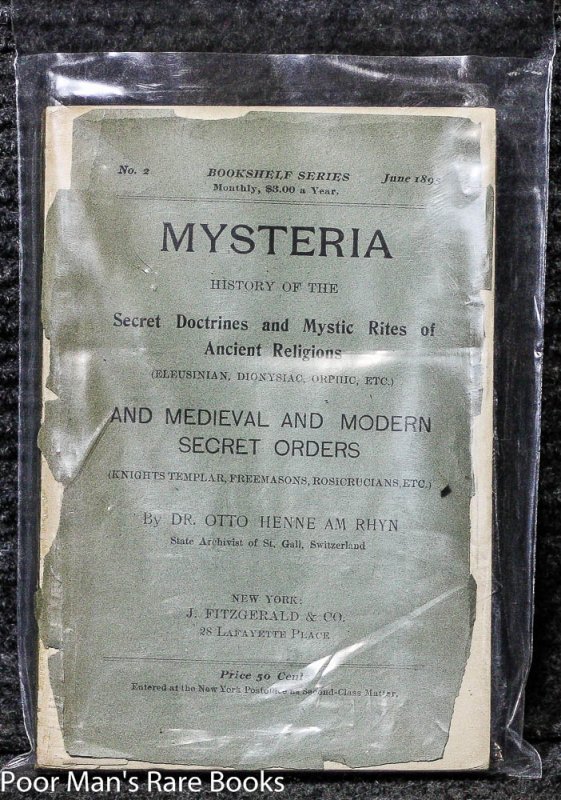 No. 2 BOOKSHELF SERIES June 1895
Monthly, $3.00 a Year.
MYSTERIA
HISTORY OF THE
Secret Doctrines and Mystic Rites of
Ancient Religions
(ELEUSINIAN, DIONYSIAC, ORPHIC, ETC.)
AND MEDIEVAL AND MODERN
SECRET ORDERS
(KNIGHTS TEMPLAR, FREEMASONS, ROSICRUCIANS, ETC.)
By DR. OTTO HENNE AM RHYN
State Archivist of St. Gall, Switzerland
NEW YORK:
J. FITZGERALD & CO.
28 LAFAYETTE PLACE
Price 50 Cent
Entered at the New York Postoffice as Second-Class Matter.
Poor Man's Rare Books